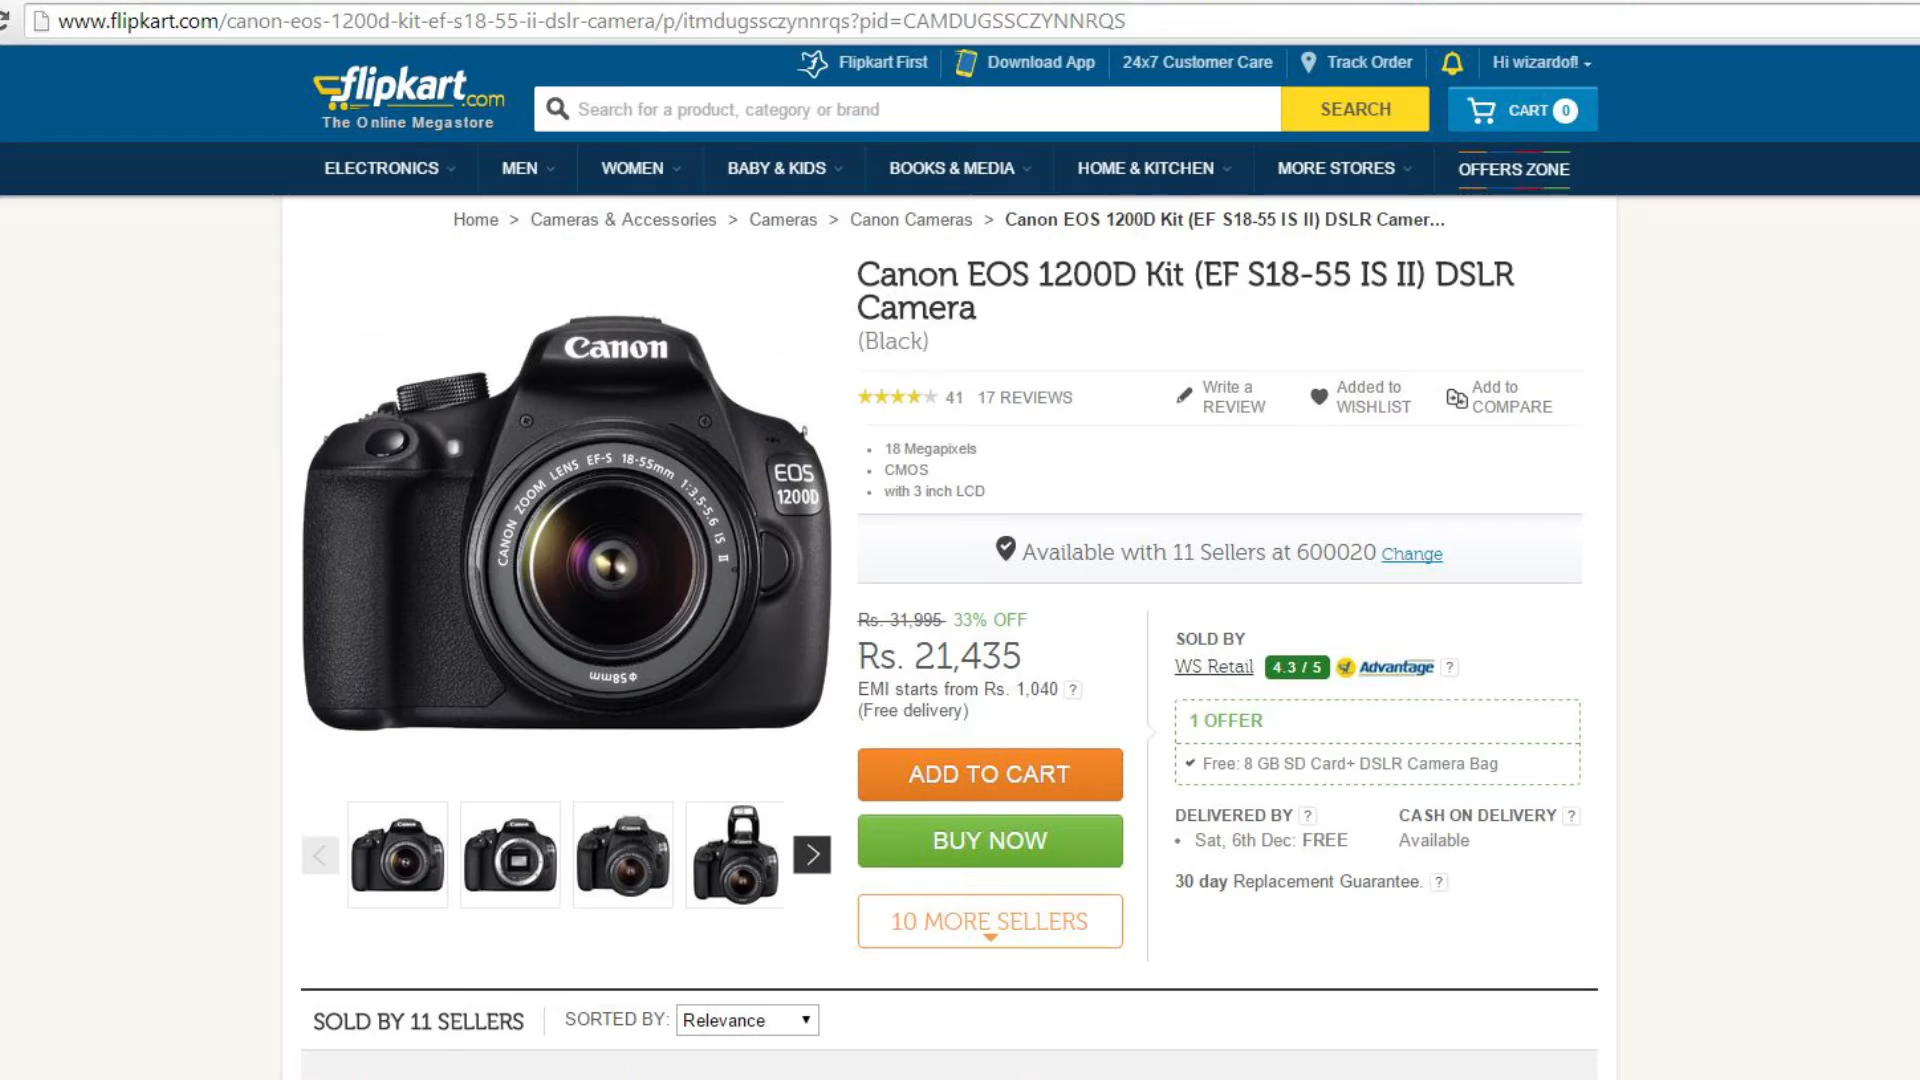 www.flipkart.com/canon-eos-1200d-kit-ef-s18-55-ii-dslr-camera/p/itmdugssczynnrqs?pid=CAMDUGSSCZYNNRQS
Flipkart First
Download App
24x7 Customer Care
Track Order
Hi wizardof!
flipkart.com
The Online Megastore
Search for a product, category or brand
SEARCH
CART 0
ELECTRONICS
MEN
WOMEN
BABY & KIDS
BOOKS & MEDIA
HOME & KITCHEN
MORE STORES
OFFERS ZONE
Home > Cameras & Accessories > Cameras > Canon Cameras > Canon EOS 1200D Kit (EF S18-55 IS II) DSLR Camer...
Canon
EOS
1200D
CANON ZOOM LENS EF-S 18-55mm 1:3.5-5.6 IS II
φ58mm
Canon EOS 1200D Kit (EF S18-55 IS II) DSLR
Camera
(Black)
41 17 REVIEWS
Write a
REVIEW
Added to
WISHLIST
Add to
COMPARE
18 Megapixels
CMOS
with 3 inch LCD
Available with 11 Sellers at 600020 Change
Rs. 31,995 33% OFF
Rs. 21,435
EMI starts from Rs. 1,040 ?
(Free delivery)
ADD TO CART
BUY NOW
10 MORE SELLERS
SOLD BY
WS Retail 4.3 / 5 Advantage ?
1 OFFER
Free: 8 GB SD Card+ DSLR Camera Bag
DELIVERED BY ?
Sat, 6th Dec: FREE
CASH ON DELIVERY ?
Available
30 day Replacement Guarantee. ?
SOLD BY 11 SELLERS
SORTED BY: Relevance